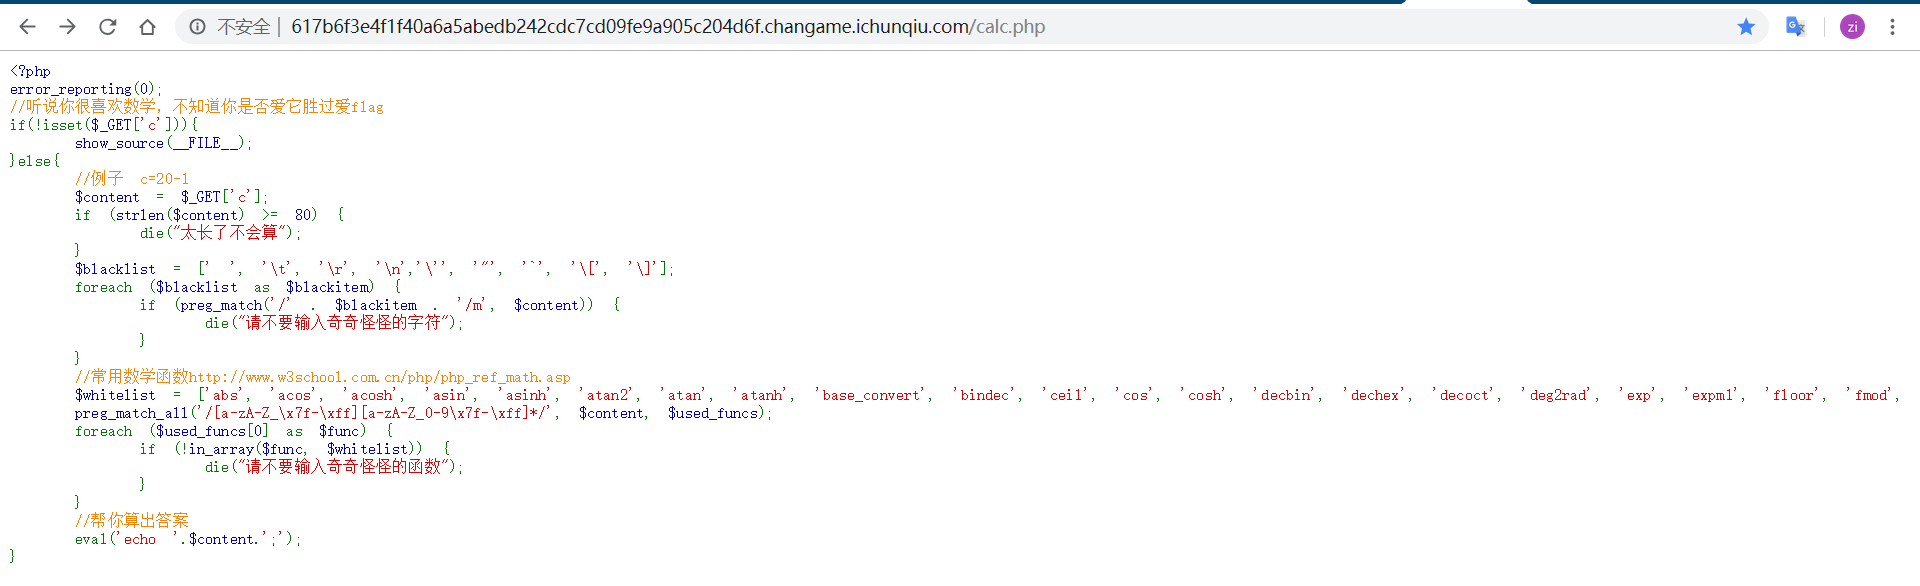 不安全 | 617b6f3e4f1f40a6a5abedb242cdc7cd09fe9a905c204d6f.changame.ichunqiu.com/calc.php
zi
<?php
error_reporting(0);
//听说你很喜欢数学，不知道你是否爱它胜过爱flag
if(!isset($_GET['c'])){
show_source(__FILE__);
}else{
//例子 c=20-1
$content = $_GET['c'];
if (strlen($content) >= 80) {
die("太长了不会算");
}
$blacklist = [' ', '\t', '\r', '\n','\'', '"', '`', '\[', '\]'];
foreach ($blacklist as $blackitem) {
if (preg_match('/' . $blackitem . '/m', $content)) {
die("请不要输入奇奇怪怪的字符");
}
}
//常用数学函数http://www.w3school.com.cn/php/php_ref_math.asp
$whitelist = ['abs', 'acos', 'acosh', 'asin', 'asinh', 'atan2', 'atan', 'atanh', 'base_convert', 'bindec', 'ceil', 'cos', 'cosh', 'decbin', 'dechex', 'decoct', 'deg2rad', 'exp', 'expm1', 'floor', 'fmod',
preg_match_all('/[a-zA-Z_\x7f-\xff][a-zA-Z_0-9\x7f-\xff]*/', $content, $used_funcs);
foreach ($used_funcs[0] as $func) {
if (!in_array($func, $whitelist)) {
die("请不要输入奇奇怪怪的函数");
}
}
//帮你算出答案
eval('echo '.$content.';');
}